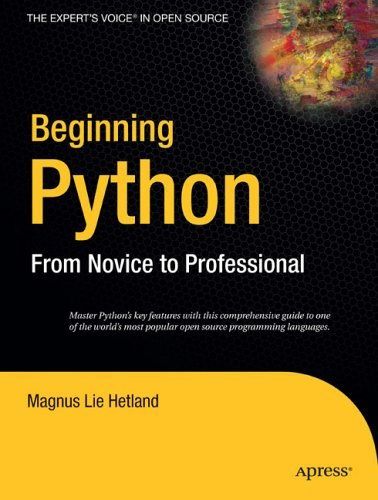 THE EXPERT'S VOICE® IN OPEN SOURCE
Beginning
Python
From Novice to Professional
Master Python's key features with this comprehensive guide to one
of the world's most popular open source programming languages.
Magnus Lie Hetland
Apress®